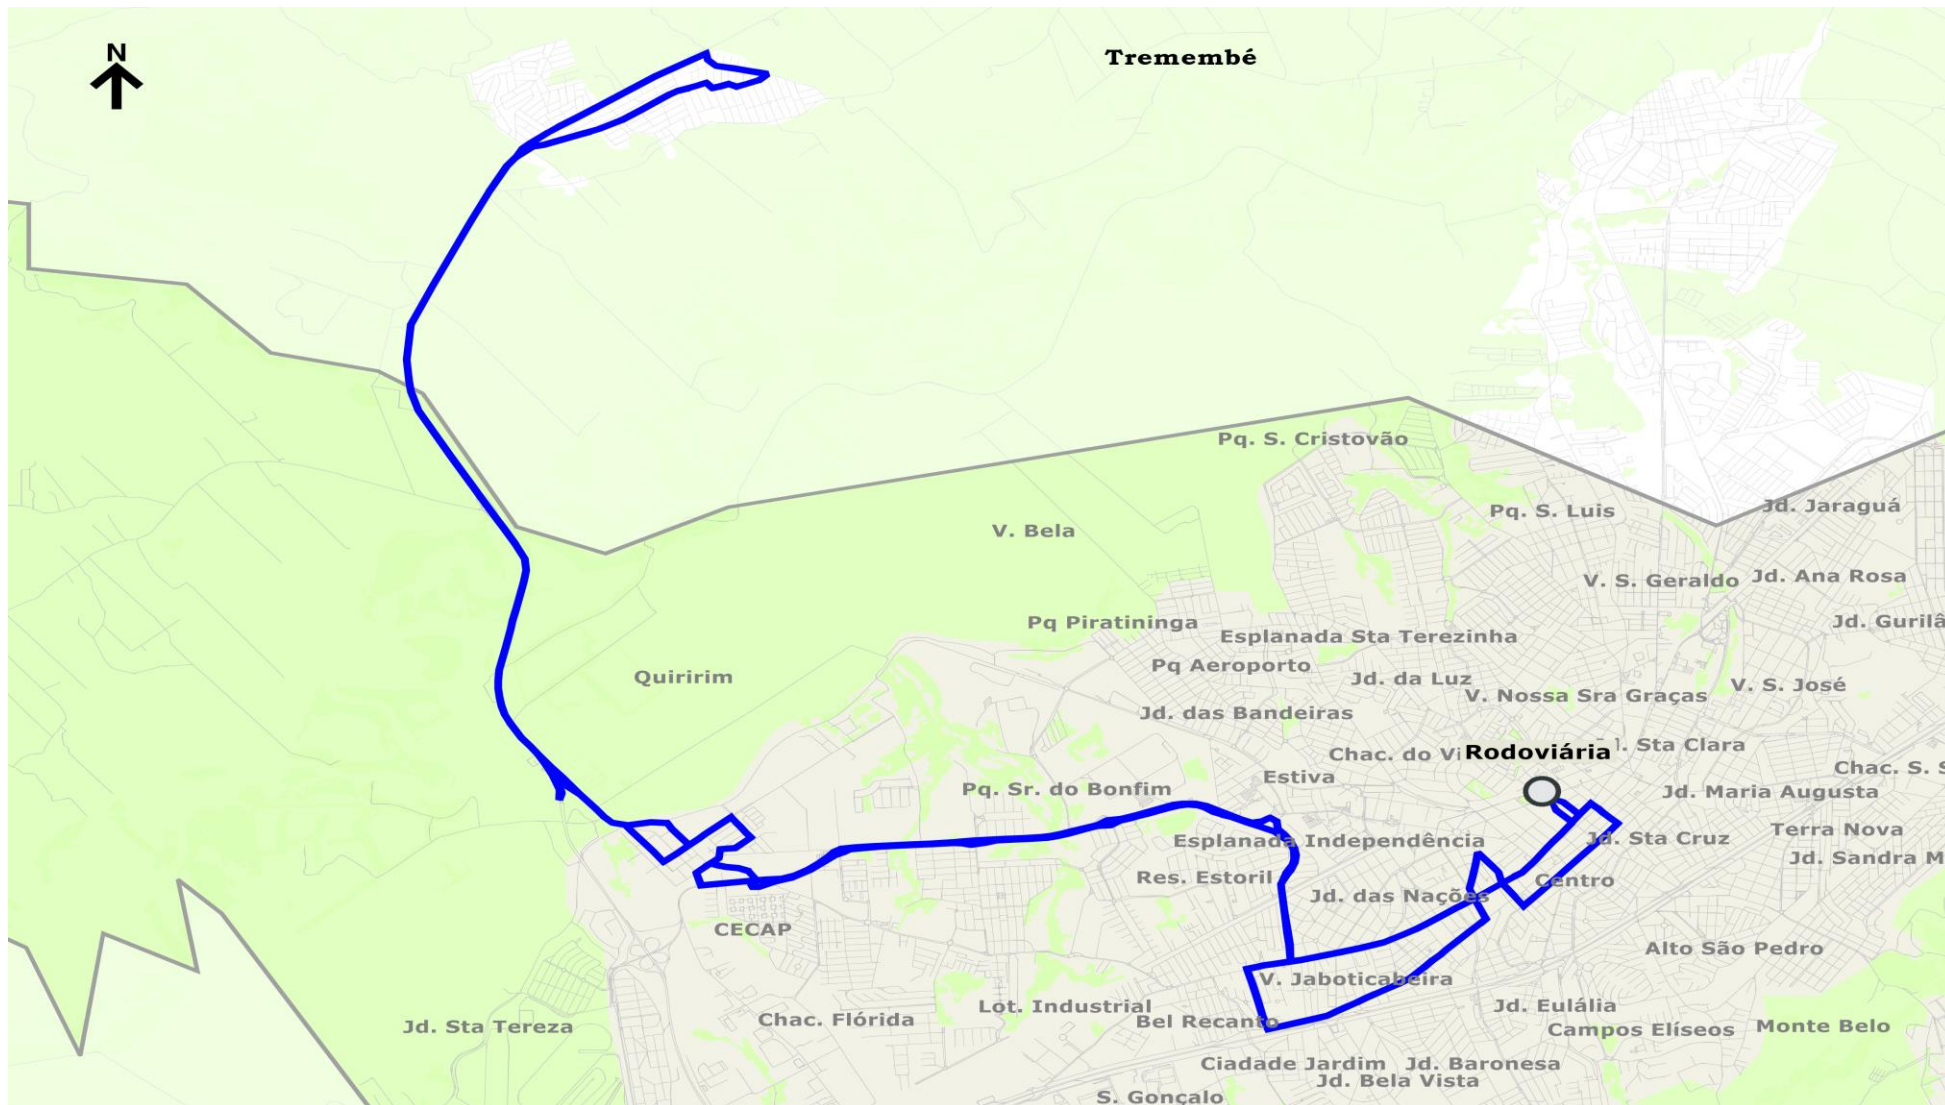 N
Tremembé
Pq. S. Cristovão
Jd. Jaraguá
Pq. S. Luis
V. Bela
V. S. Geraldo
Jd. Ana Rosa
Pq Piratininga
Jd. Gurilâ
Esplanada Sta Terezinha
Pq Aeroporto
Quiririm
Jd. da Luz
V. S. José
V. Nossa Sra Graças
Jd. das Bandeiras
Chac. do Vi
Rodoviária
. Sta Clara
Chac. S. S
Estiva
Pq. Sr. do Bonfim
Jd. Maria Augusta
Terra Nova
Esplanada Independência
Jd. Sta Cruz
Jd. Sandra M
Res. Estoril
Centro
Jd. das Nações
CECAP
Alto São Pedro
V. Jaboticabeira
Lot. Industrial
Jd. Eulália
Chac. Flórida
Bel Recanto
Jd. Sta Tereza
Campos Elíseos
Monte Belo
Ciadade Jardim
Jd. Baronesa
Jd. Bela Vista
S. Gonçalo